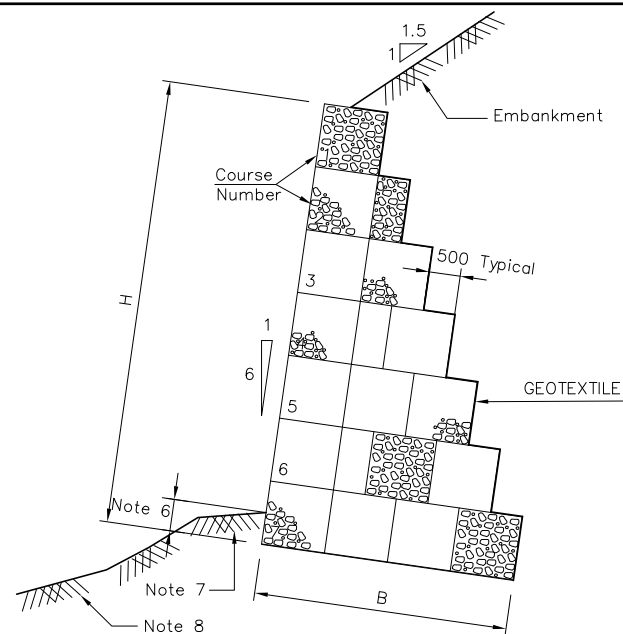 1.5
1
Embankment
Course
Number
500 Typical
3
H
1
6
GEOTEXTILE
5
6
Note 6
Note 7
B
Note 8